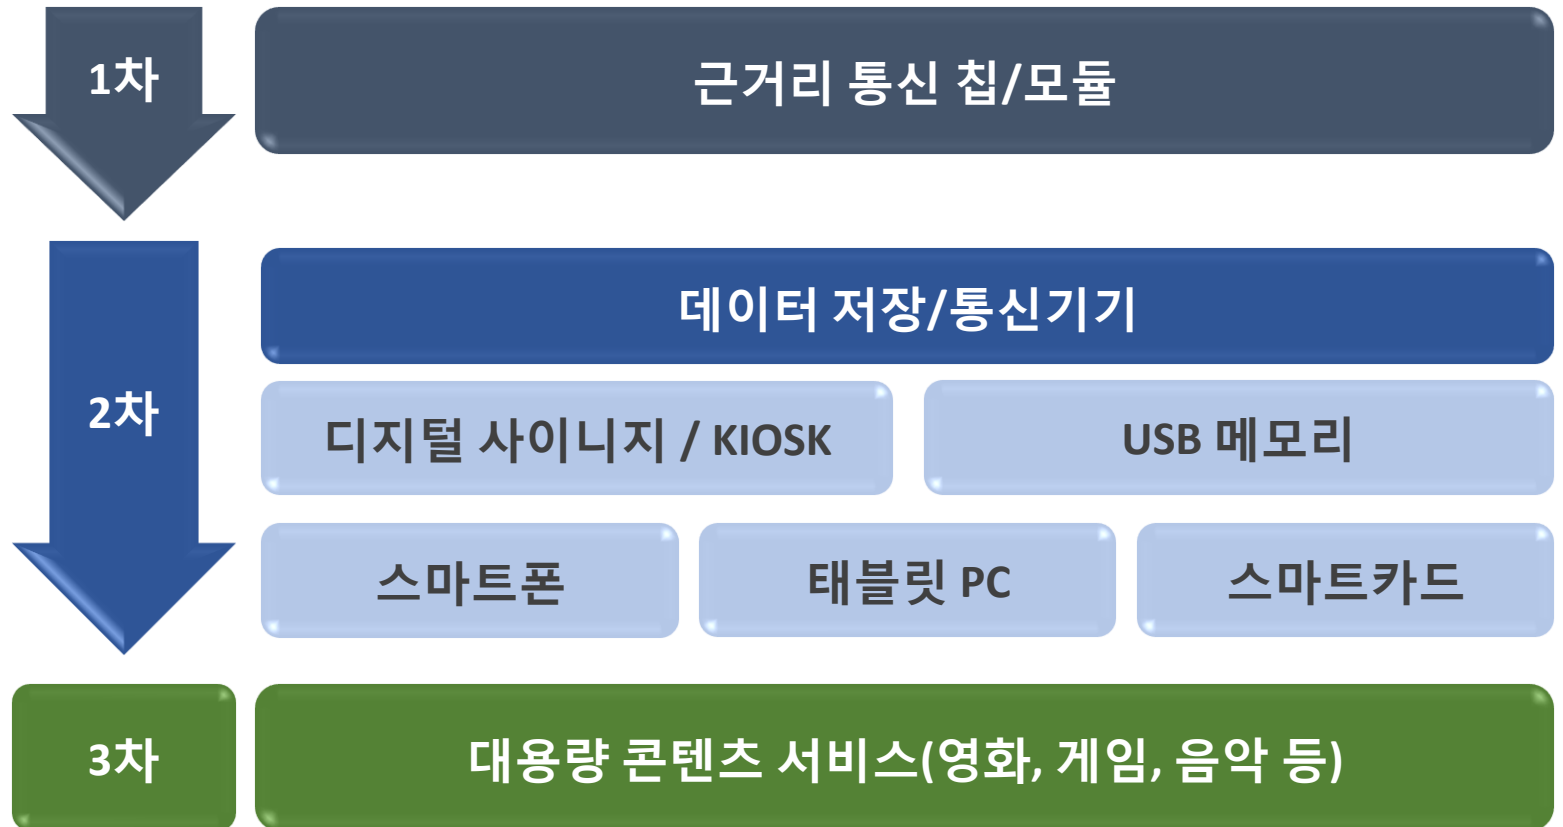 1차
근거리 통신 칩/모듈
2차
데이터 저장/통신기기
디지털 사이니지 / KIOSK
USB 메모리
스마트폰
태블릿 PC
스마트카드
3차
대용량 콘텐츠 서비스(영화, 게임, 음악 등)